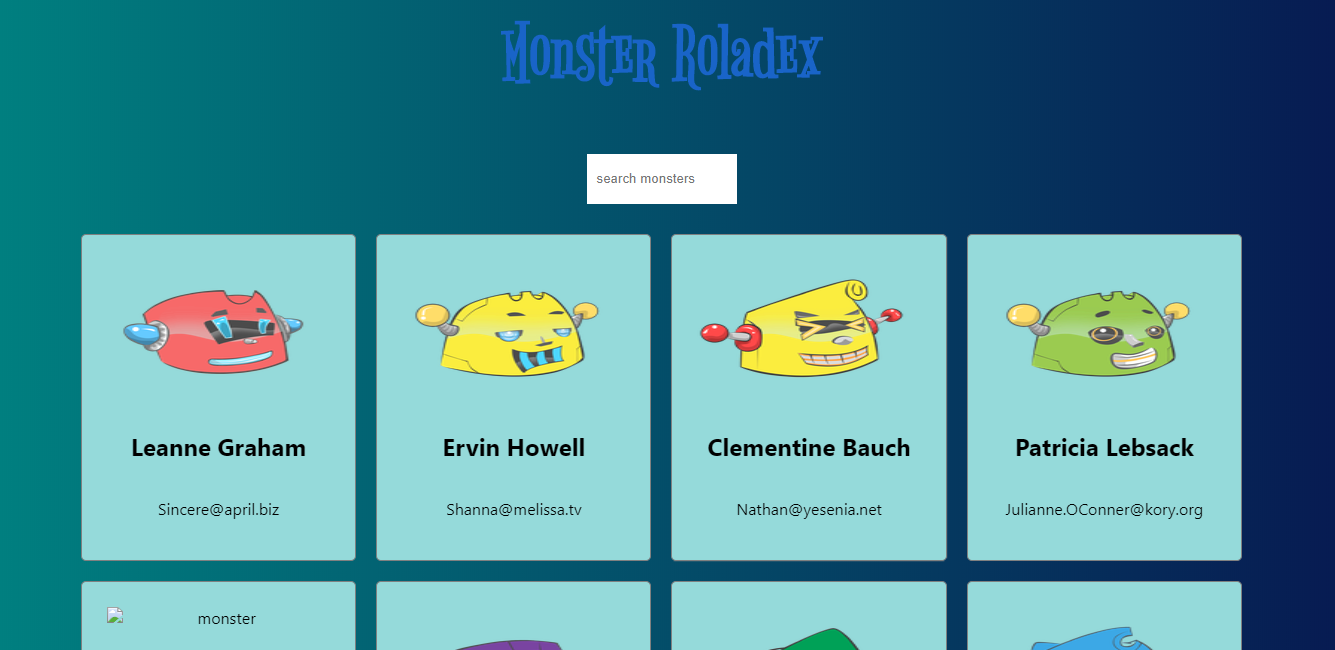 Monster Roladex
search monsters
Leanne Graham
Ervin Howell
Clementine Bauch
Patricia Lebsack
Sincere@april.biz
Shanna@melissa.tv
Nathan@yesenia.net
Julianne.OConner@kory.org
monster